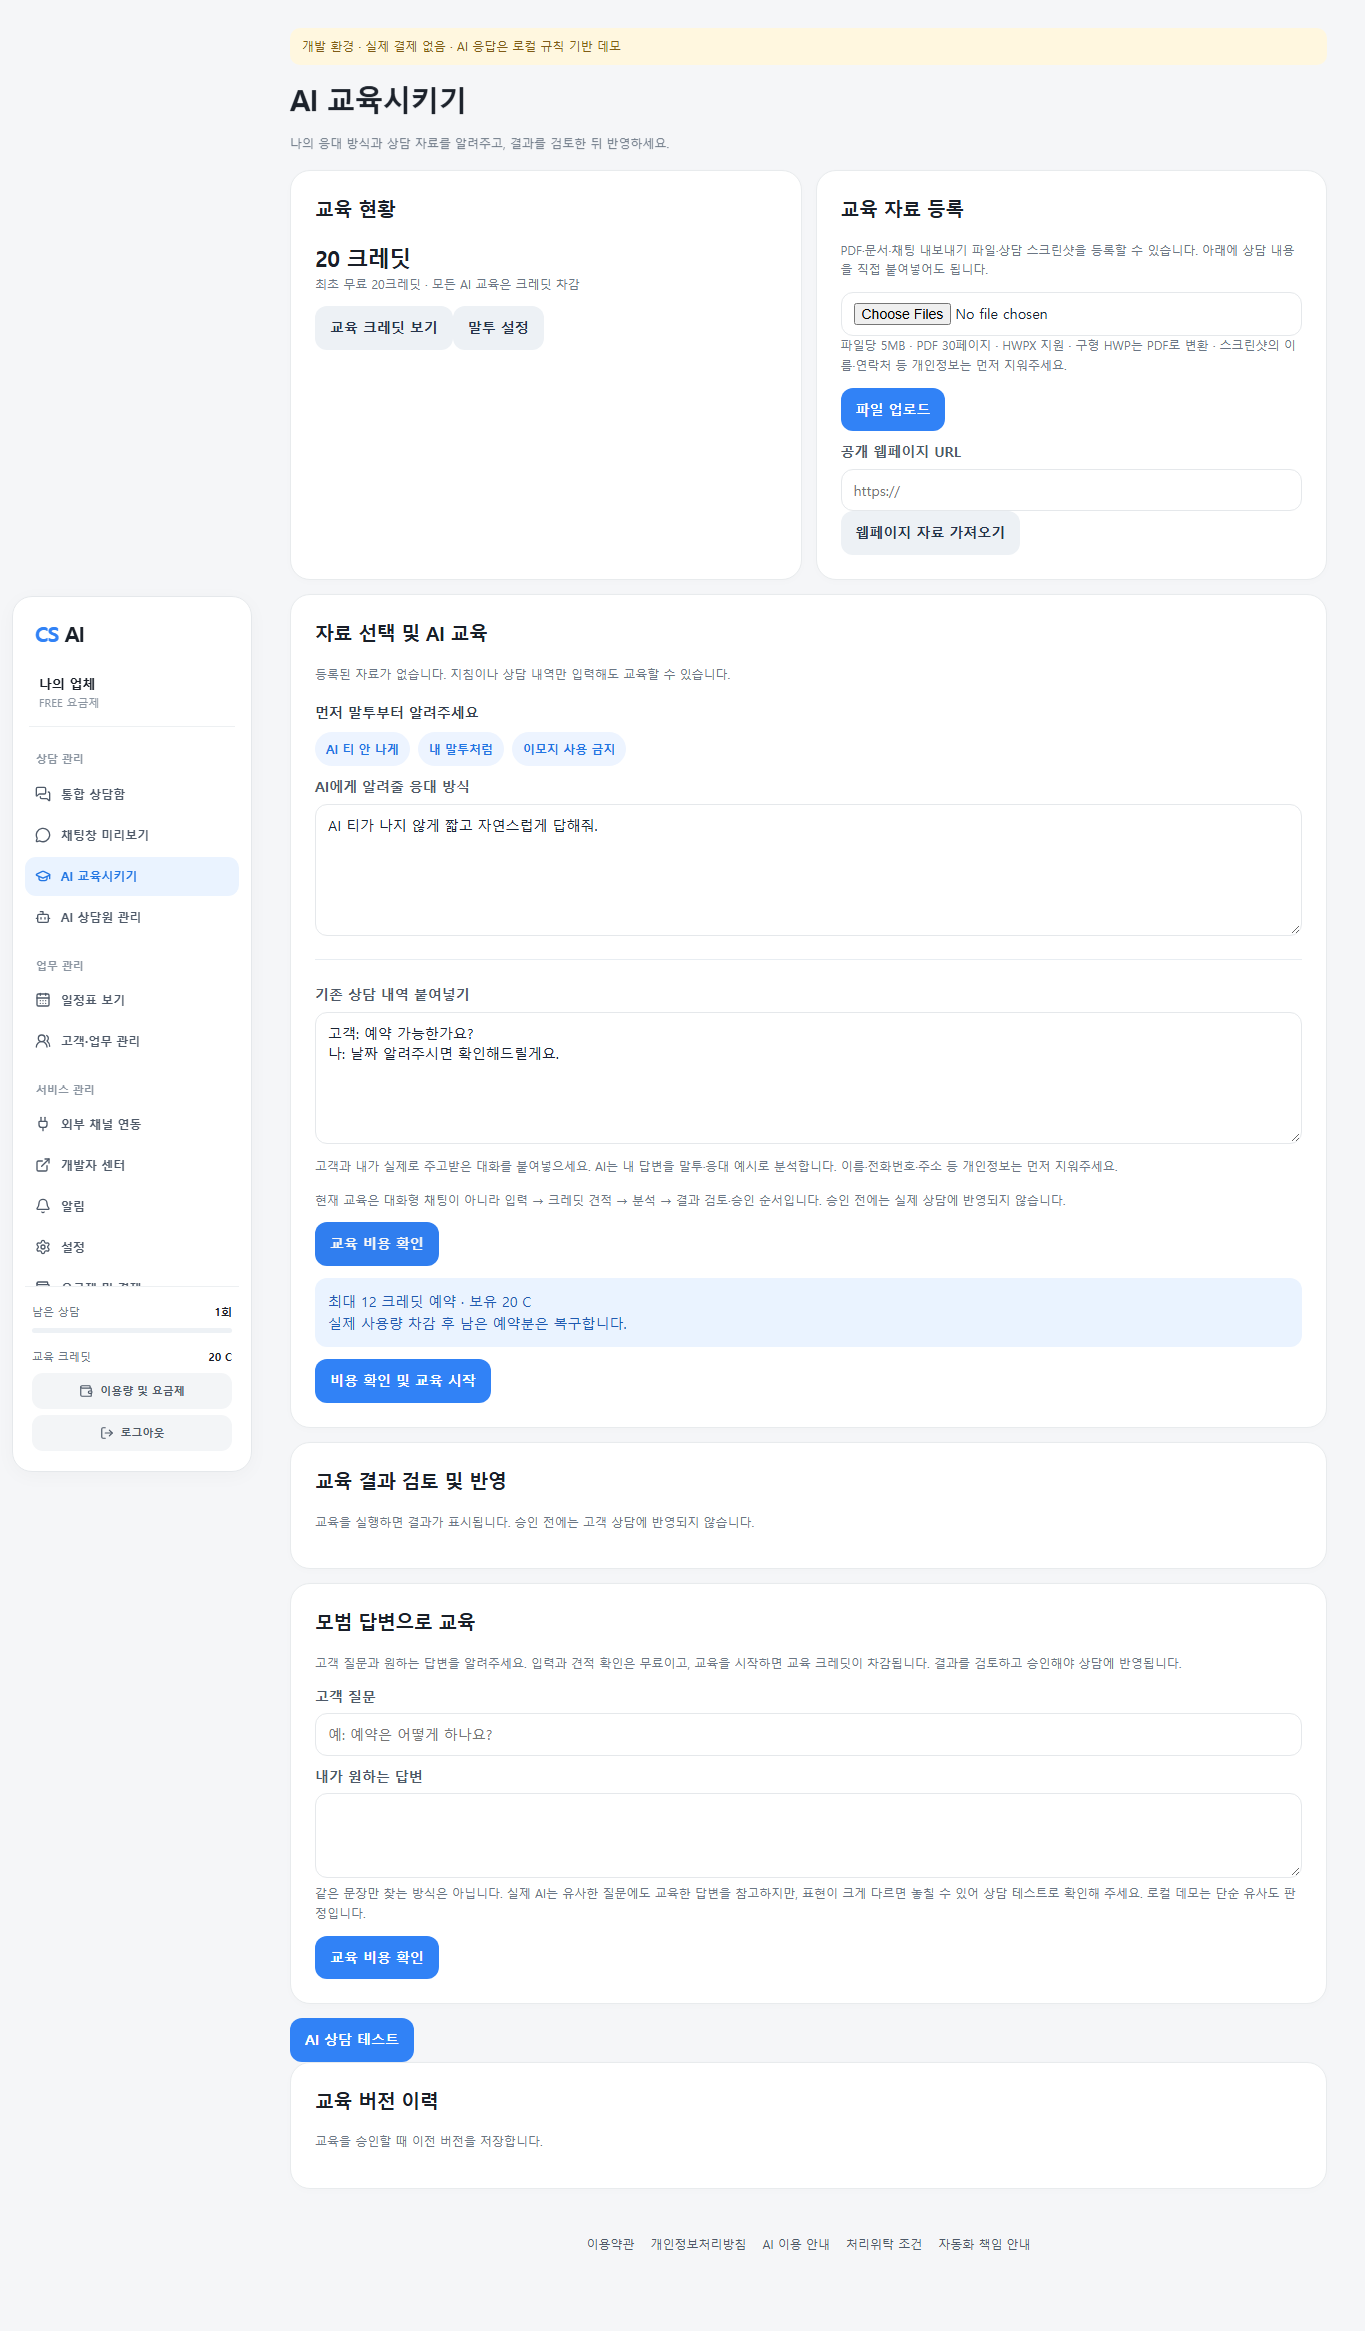 개발 환경 · 실제 결제 없음 · AI 응답은 로컬 규칙 기반 데모
AI 교육시키기
나의 응대 방식과 상담 자료를 알려주고, 결과를 검토한 뒤 반영하세요.
교육 현황
20 크레딧
최초 무료 20크레딧 · 모든 AI 교육은 크레딧 차감
교육 크레딧 보기
말투 설정
교육 자료 등록
PDF·문서·채팅 내보내기 파일·상담 스크린샷을 등록할 수 있습니다. 아래에 상담 내용
을 직접 붙여넣어도 됩니다.
Choose Files No file chosen
파일당 5MB · PDF 30페이지 · HWPX 지원 · 구형 HWP는 PDF로 변환 · 스크린샷의 이
름·연락처 등 개인정보는 먼저 지워주세요.
파일 업로드
공개 웹페이지 URL
https://
웹페이지 자료 가져오기
CS AI
나의 업체
FREE 요금제
상담 관리
통합 상담함
채팅창 미리보기
AI 교육시키기
AI 상담원 관리
업무 관리
일정표 보기
고객·업무 관리
서비스 관리
외부 채널 연동
개발자 센터
알림
설정
남은 상담 1회
교육 크레딧 20 C
이용량 및 요금제
로그아웃
자료 선택 및 AI 교육
등록된 자료가 없습니다. 지침이나 상담 내역만 입력해도 교육할 수 있습니다.
먼저 말투부터 알려주세요
AI 티 안 나게
내 말투처럼
이모지 사용 금지
AI에게 알려줄 응대 방식
AI 티가 나지 않게 짧고 자연스럽게 답해줘.
기존 상담 내역 붙여넣기
고객: 예약 가능한가요?
나: 날짜 알려주시면 확인해드릴게요.
고객과 내가 실제로 주고받은 대화를 붙여넣으세요. AI는 내 답변을 말투·응대 예시로 분석합니다. 이름·전화번호·주소 등 개인정보는 먼저 지워주세요.
현재 교육은 대화형 채팅이 아니라 입력 → 크레딧 견적 → 분석 → 결과 검토·승인 순서입니다. 승인 전에는 실제 상담에 반영되지 않습니다.
교육 비용 확인
최대 12 크레딧 예약 · 보유 20 C
실제 사용량 차감 후 남은 예약분은 복구합니다.
비용 확인 및 교육 시작
교육 결과 검토 및 반영
교육을 실행하면 결과가 표시됩니다. 승인 전에는 고객 상담에 반영되지 않습니다.
모범 답변으로 교육
고객 질문과 원하는 답변을 알려주세요. 입력과 견적 확인은 무료이고, 교육을 시작하면 교육 크레딧이 차감됩니다. 결과를 검토하고 승인해야 상담에 반영됩니다.
고객 질문
예: 예약은 어떻게 하나요?
내가 원하는 답변
같은 문장만 찾는 방식은 아닙니다. 실제 AI는 유사한 질문에도 교육한 답변을 참고하지만, 표현이 크게 다르면 놓칠 수 있어 상담 테스트로 확인해 주세요. 로컬 데모는 단순 유사도 판
정입니다.
교육 비용 확인
AI 상담 테스트
교육 버전 이력
교육을 승인할 때 이전 버전을 저장합니다.
이용약관
개인정보처리방침
AI 이용 안내
처리위탁 조건
자동화 책임 안내